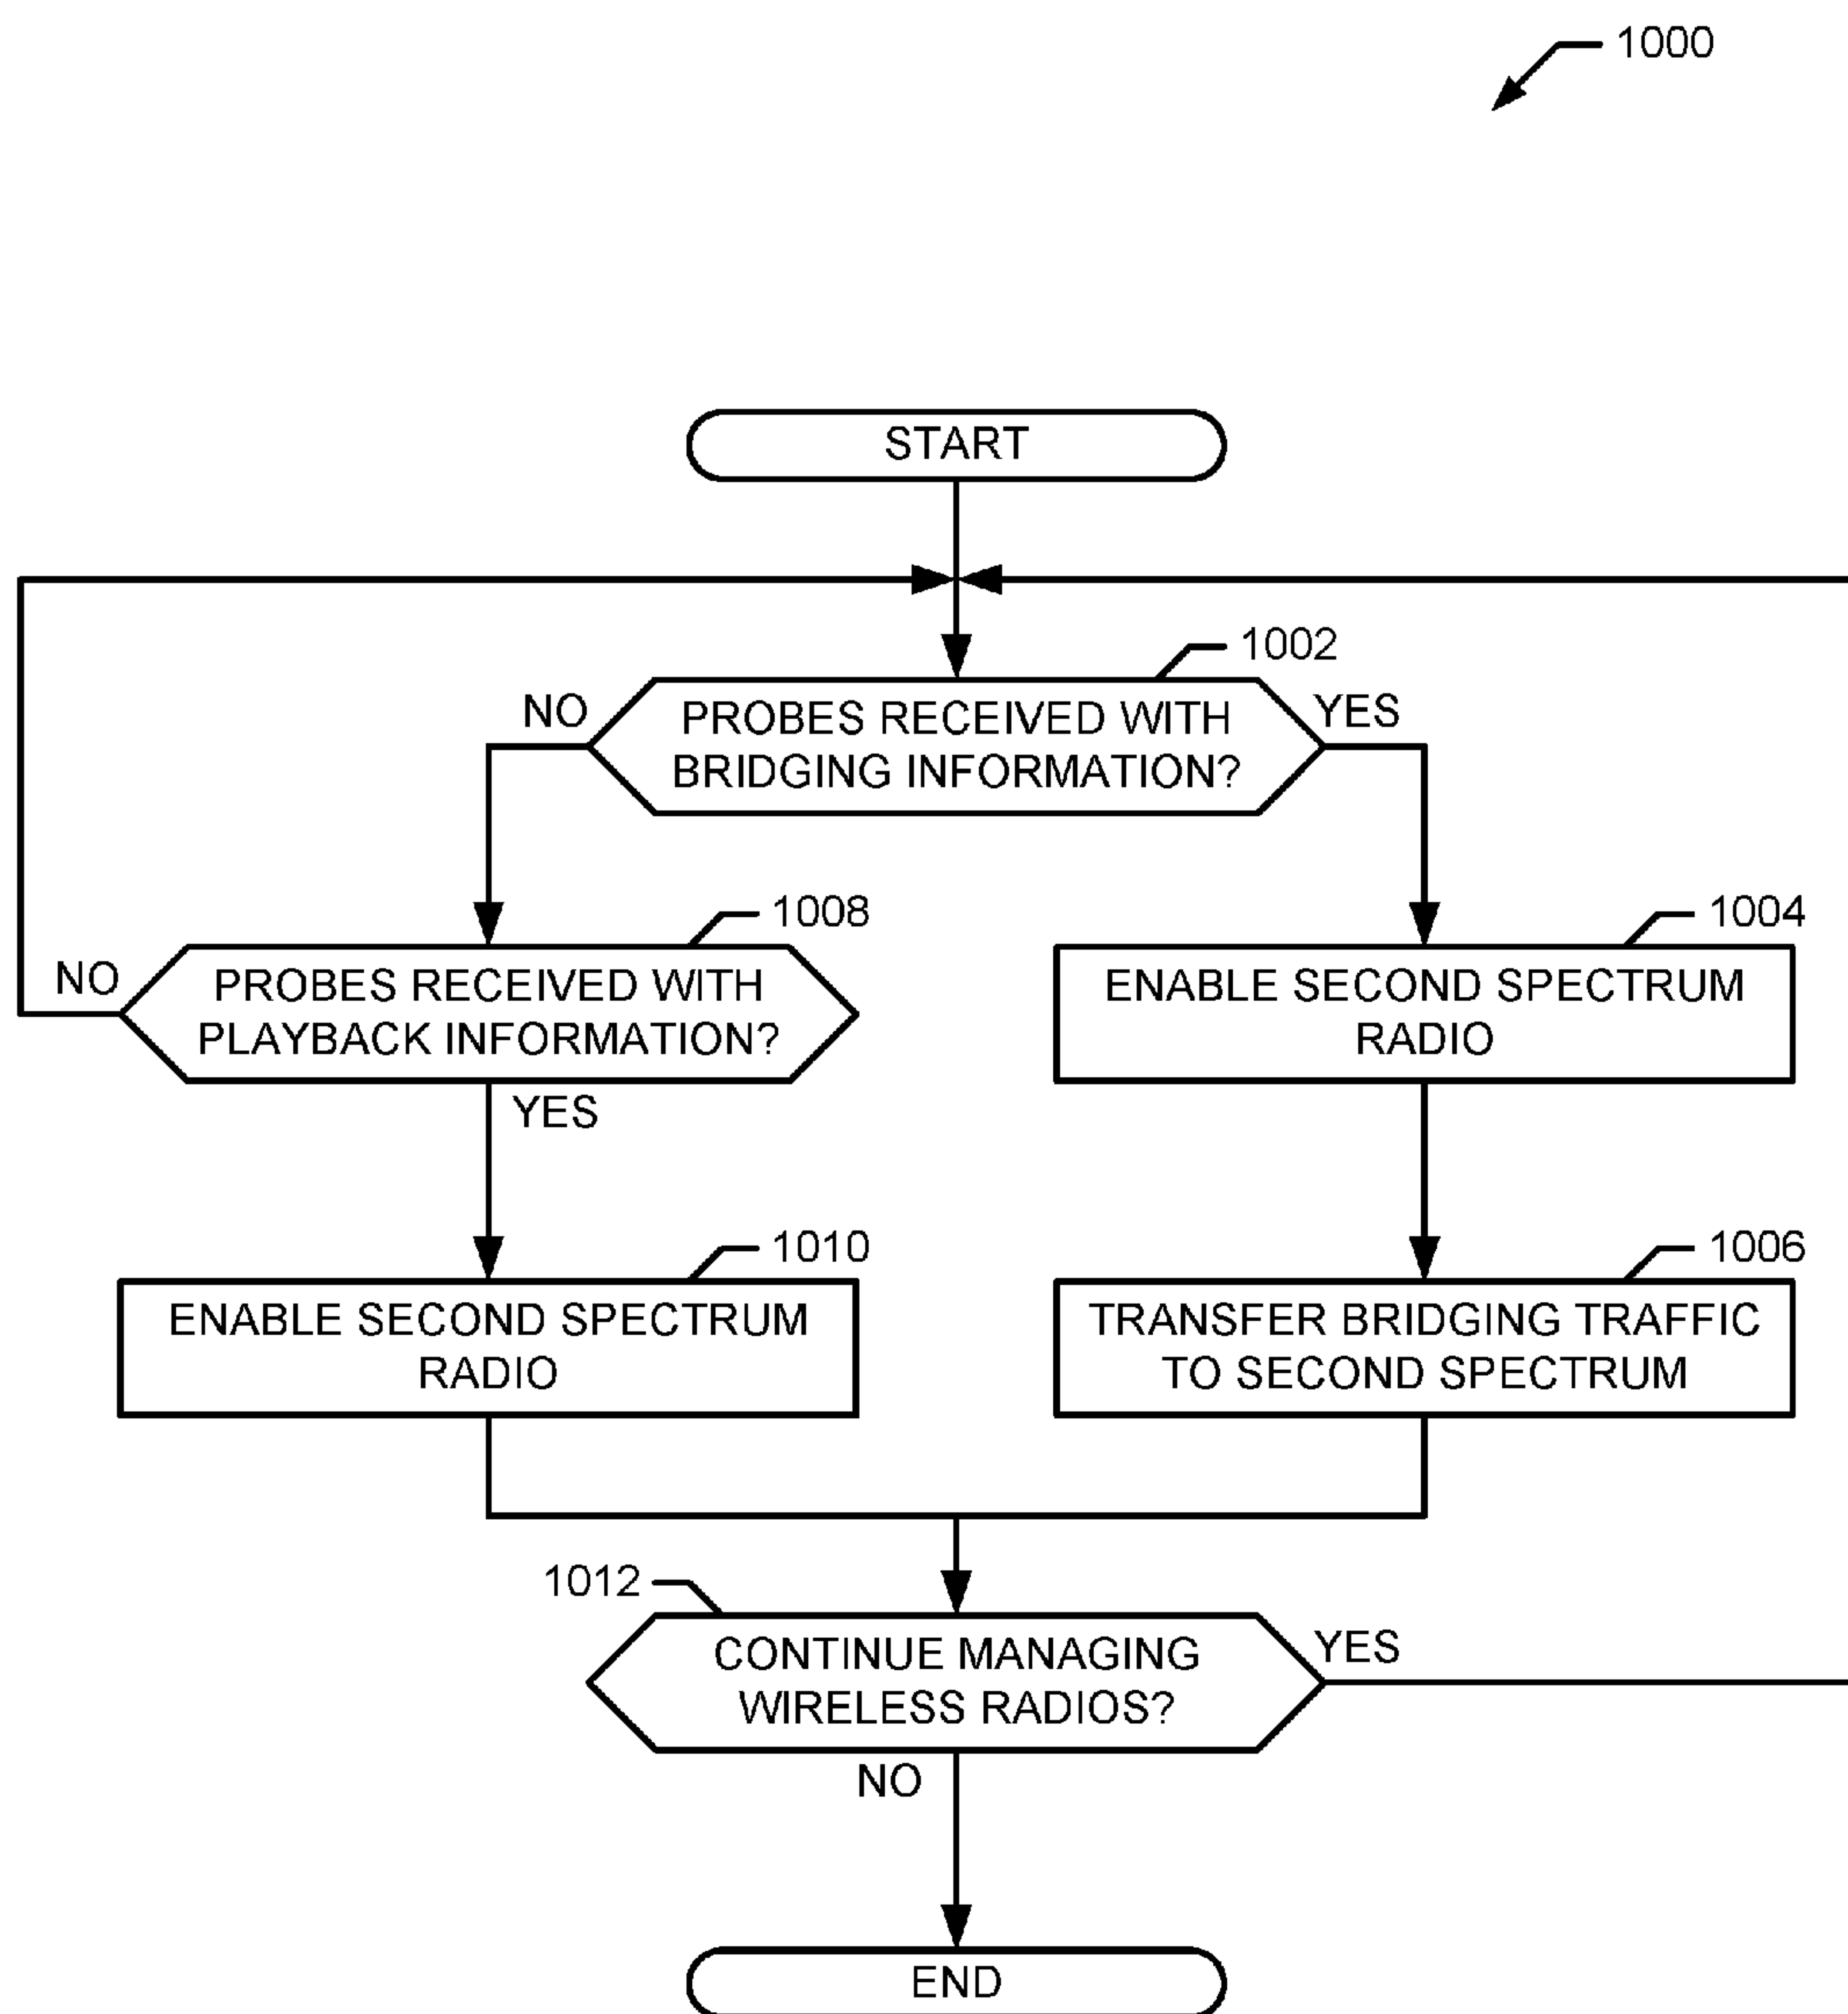 1000
START
1002
NO
PROBES RECEIVED WITH
BRIDGING INFORMATION?
YES
1008
NO
PROBES RECEIVED WITH
PLAYBACK INFORMATION?
YES
1004
ENABLE SECOND SPECTRUM
RADIO
1010
ENABLE SECOND SPECTRUM
RADIO
1006
TRANSFER BRIDGING TRAFFIC
TO SECOND SPECTRUM
1012
CONTINUE MANAGING
WIRELESS RADIOS?
YES
NO
END